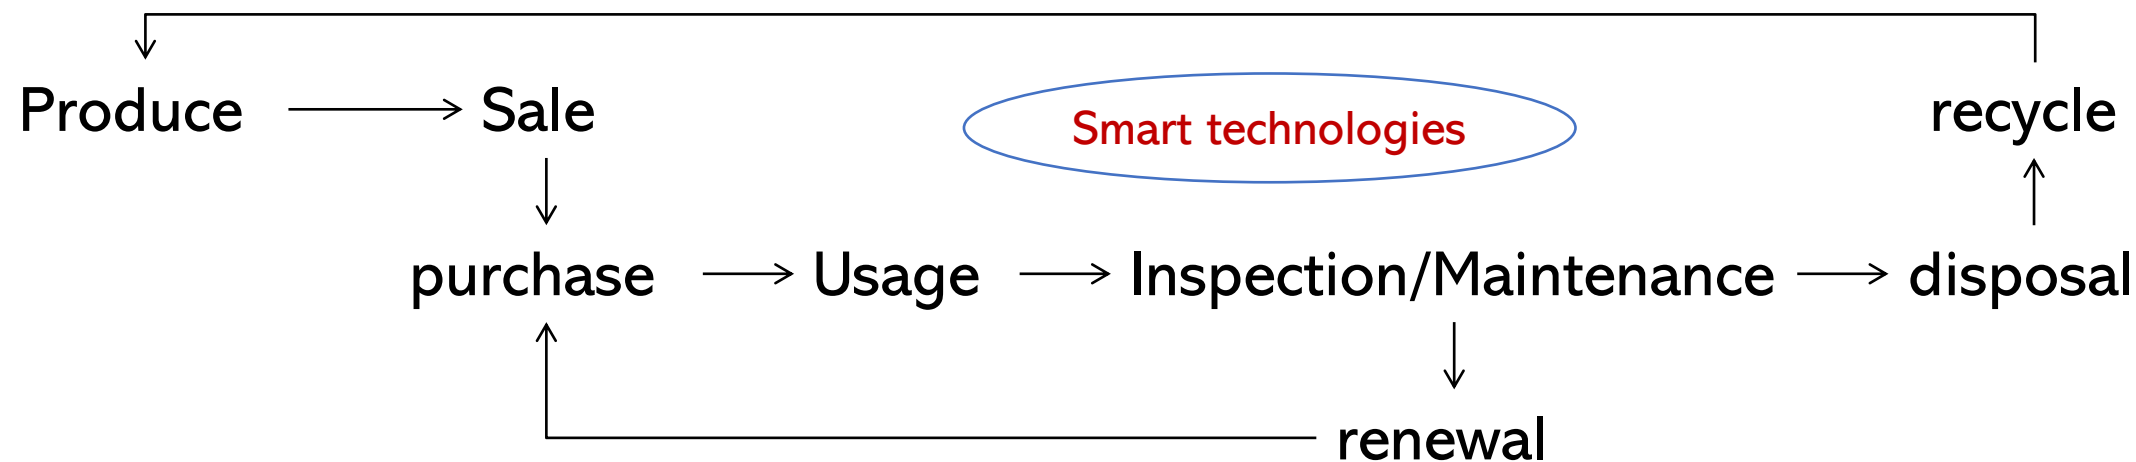 Produce
Sale
Smart technologies
recycle
purchase
Usage
Inspection/Maintenance
disposal
renewal